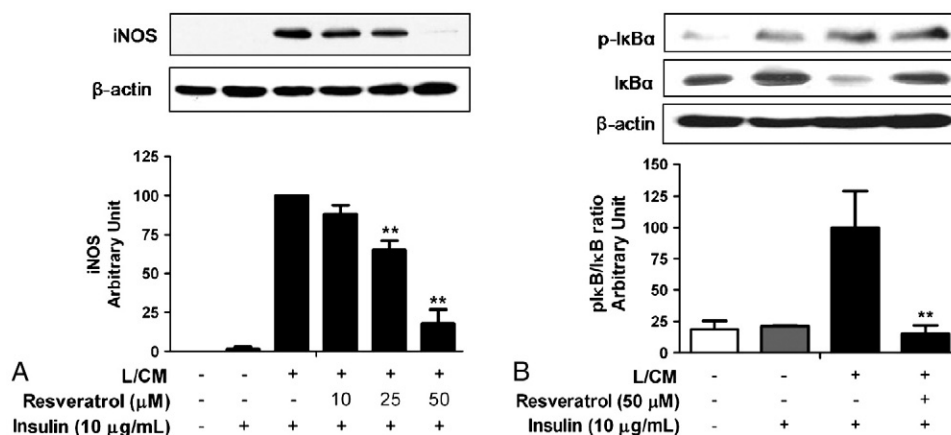 iNOS
β-actin
125
100
75
50
25
0
iNOS
Arbitrary Unit
**
**
A
L/CM - - + + + +
Resveratrol (μM) - - - 10 25 50
Insulin (10 μg/mL) - + + + + +
p-IκBα
IκBα
β-actin
150
125
100
75
50
25
0
pIκB/IκB ratio
Arbitrary Unit
**
B
L/CM - - + +
Resveratrol (50 μM) - - - +
Insulin (10 μg/mL) - + + +